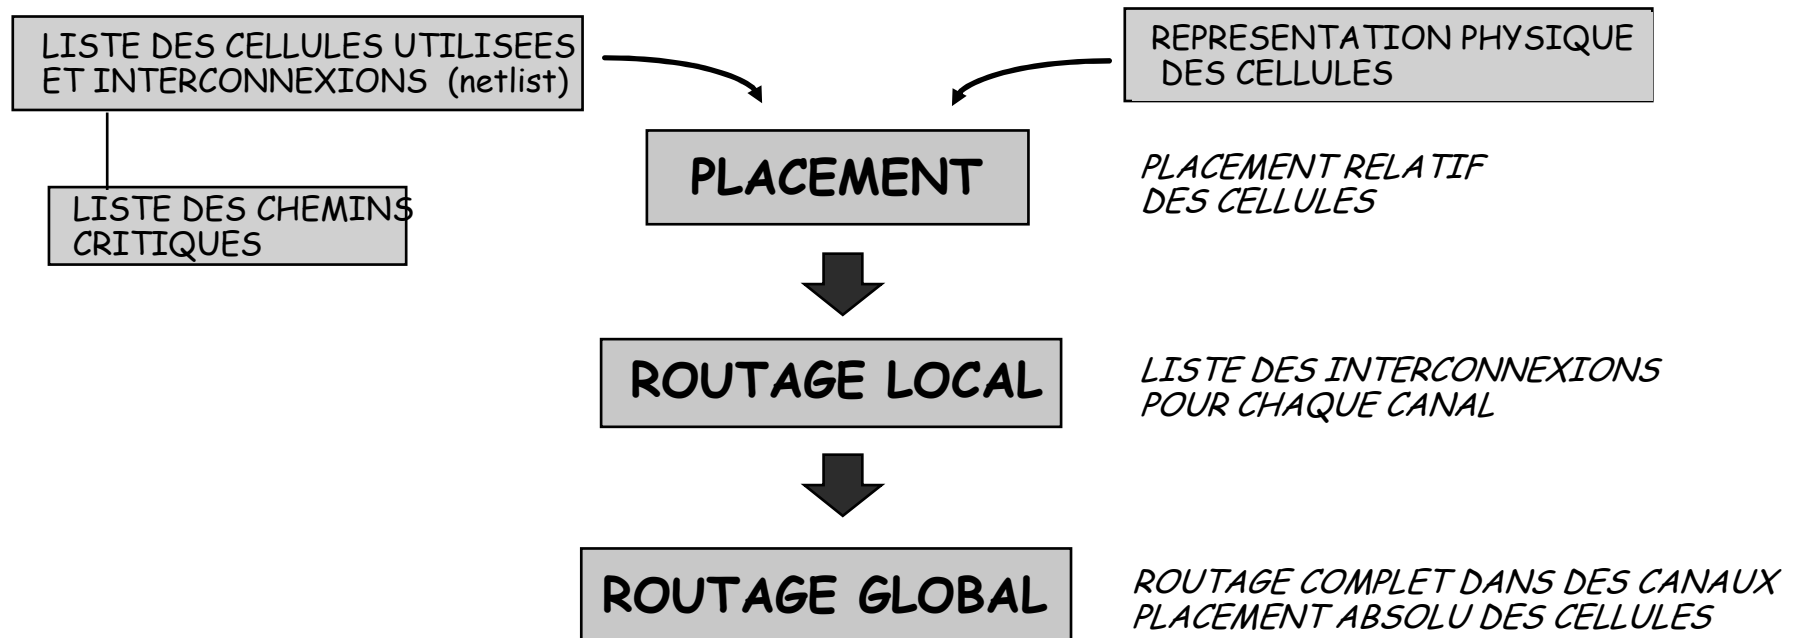 LISTE DES CELLULES UTILISEES
ET INTERCONNEXIONS (netlist)
REPRESENTATION PHYSIQUE
DES CELLULES
LISTE DES CHEMINS
CRITIQUES
PLACEMENT
PLACEMENT RELATIF
DES CELLULES
ROUTAGE LOCAL
LISTE DES INTERCONNEXIONS
POUR CHAQUE CANAL
ROUTAGE GLOBAL
ROUTAGE COMPLET DANS DES CANAUX
PLACEMENT ABSOLU DES CELLULES